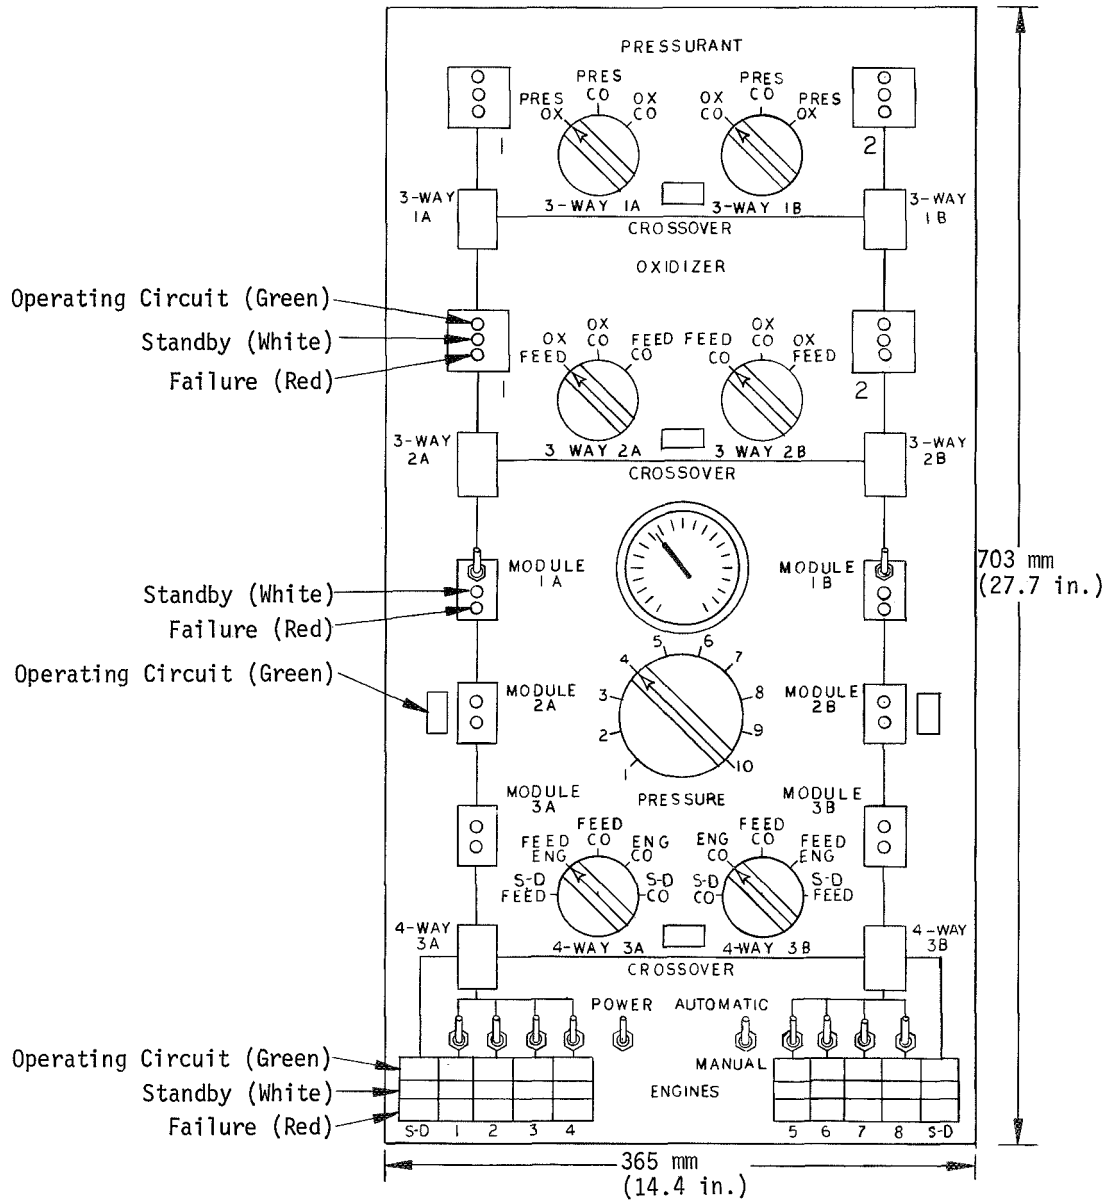 PRESSURANT
PRES OX
PRES CO
OX CO
OX CO
PRES CO
PRES OX
1
2
3-WAY 1A
3-WAY 1A
3-WAY 1B
3-WAY 1B
CROSSOVER
OXIDIZER
Operating Circuit (Green)
Standby (White)
Failure (Red)
OX FEED
OX CO
FEED CO
FEED CO
OX CO
OX FEED
1
2
3-WAY 2A
3 WAY 2A
3 WAY 2B
3-WAY 2B
CROSSOVER
MODULE 1A
MODULE 1B
703 mm
(27.7 in.)
Standby (White)
Failure (Red)
Operating Circuit (Green)
1
2
3
4
5
6
7
8
9
10
MODULE 2A
MODULE 2B
PRESSURE
MODULE 3A
MODULE 3B
S-D FEED
FEED ENG
FEED CO
ENG CO
S-D CO
S-D CO
ENG CO
FEED CO
FEED ENG
S-D FEED
4-WAY 3A
4-WAY 3A
4-WAY 3B
4-WAY 3B
CROSSOVER
POWER
AUTOMATIC
MANUAL
ENGINES
Operating Circuit (Green)
Standby (White)
Failure (Red)
S-D 1 2 3 4
5 6 7 8 S-D
365 mm
(14.4 in.)